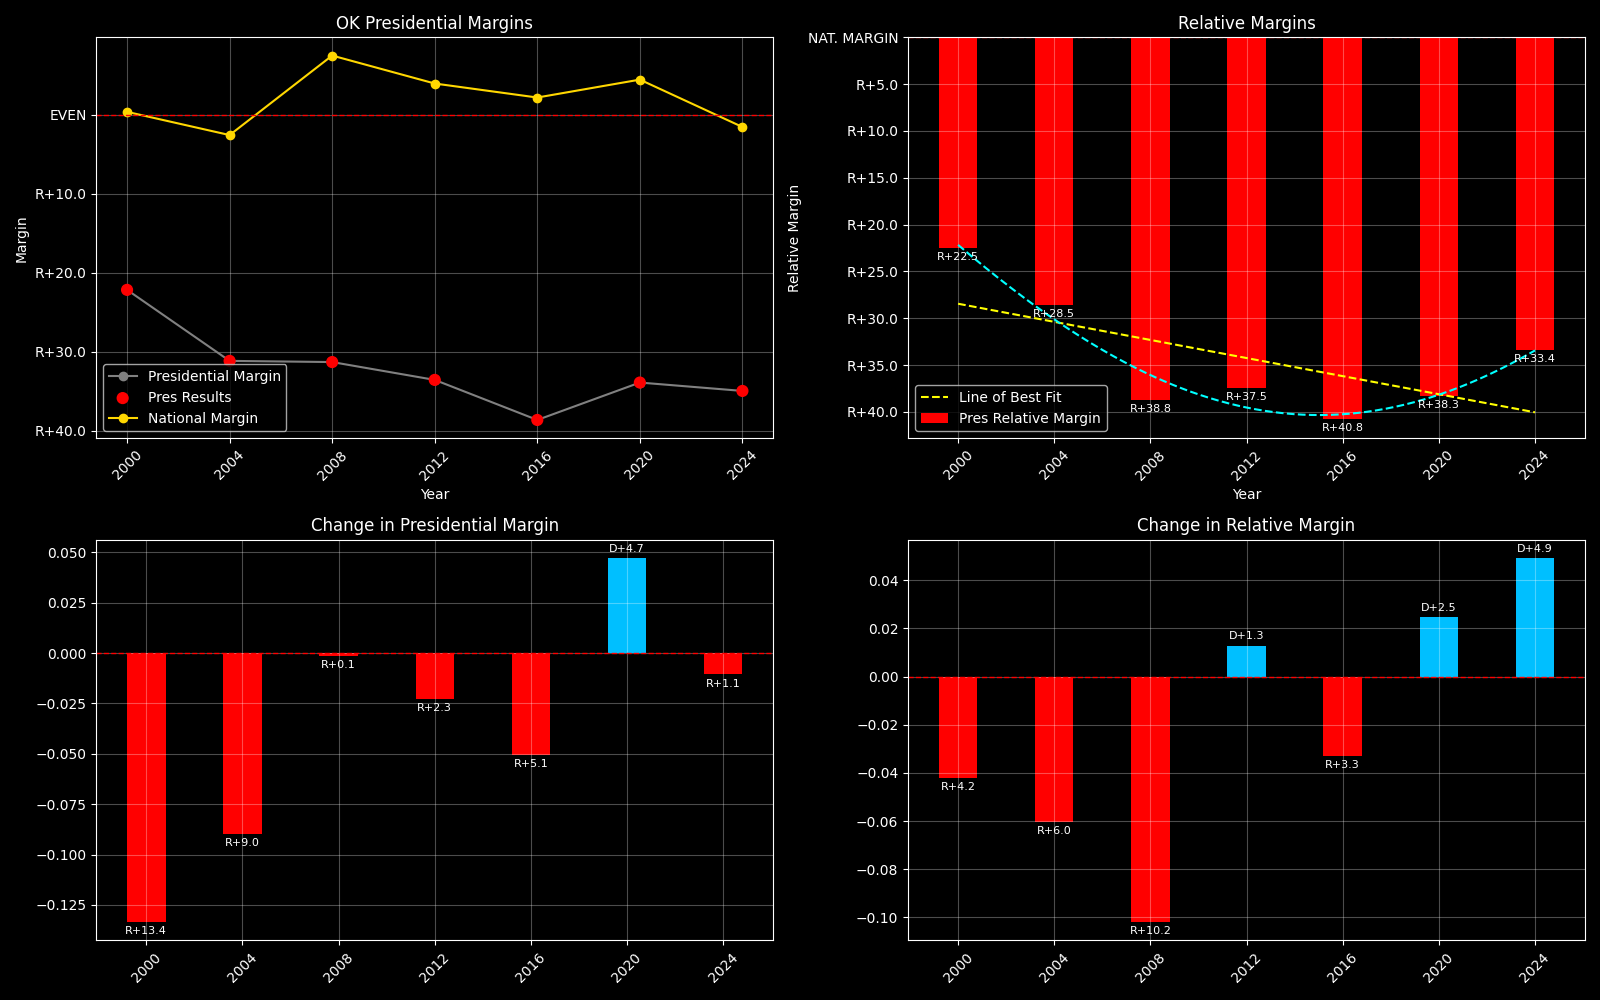 OK Presidential Margins
Margin
EVEN
R+10.0
R+20.0
R+30.0
R+40.0
Presidential Margin
Pres Results
National Margin
2000
2004
2008
2012
2016
2020
2024
Year
Relative Margins
Relative Margin
NAT. MARGIN
R+5.0
R+10.0
R+15.0
R+20.0
R+25.0
R+30.0
R+35.0
R+40.0
R+22.5
R+28.5
R+38.8
R+37.5
R+40.8
R+38.3
R+33.4
Line of Best Fit
Pres Relative Margin
2000
2004
2008
2012
2016
2020
2024
Year
Change in Presidential Margin
0.050
0.025
0.000
−0.025
−0.050
−0.075
−0.100
−0.125
R+13.4
R+9.0
R+0.1
R+2.3
R+5.1
D+4.7
R+1.1
2000
2004
2008
2012
2016
2020
2024
Change in Relative Margin
0.04
0.02
0.00
−0.02
−0.04
−0.06
−0.08
−0.10
R+4.2
R+6.0
R+10.2
D+1.3
R+3.3
D+2.5
D+4.9
2000
2004
2008
2012
2016
2020
2024